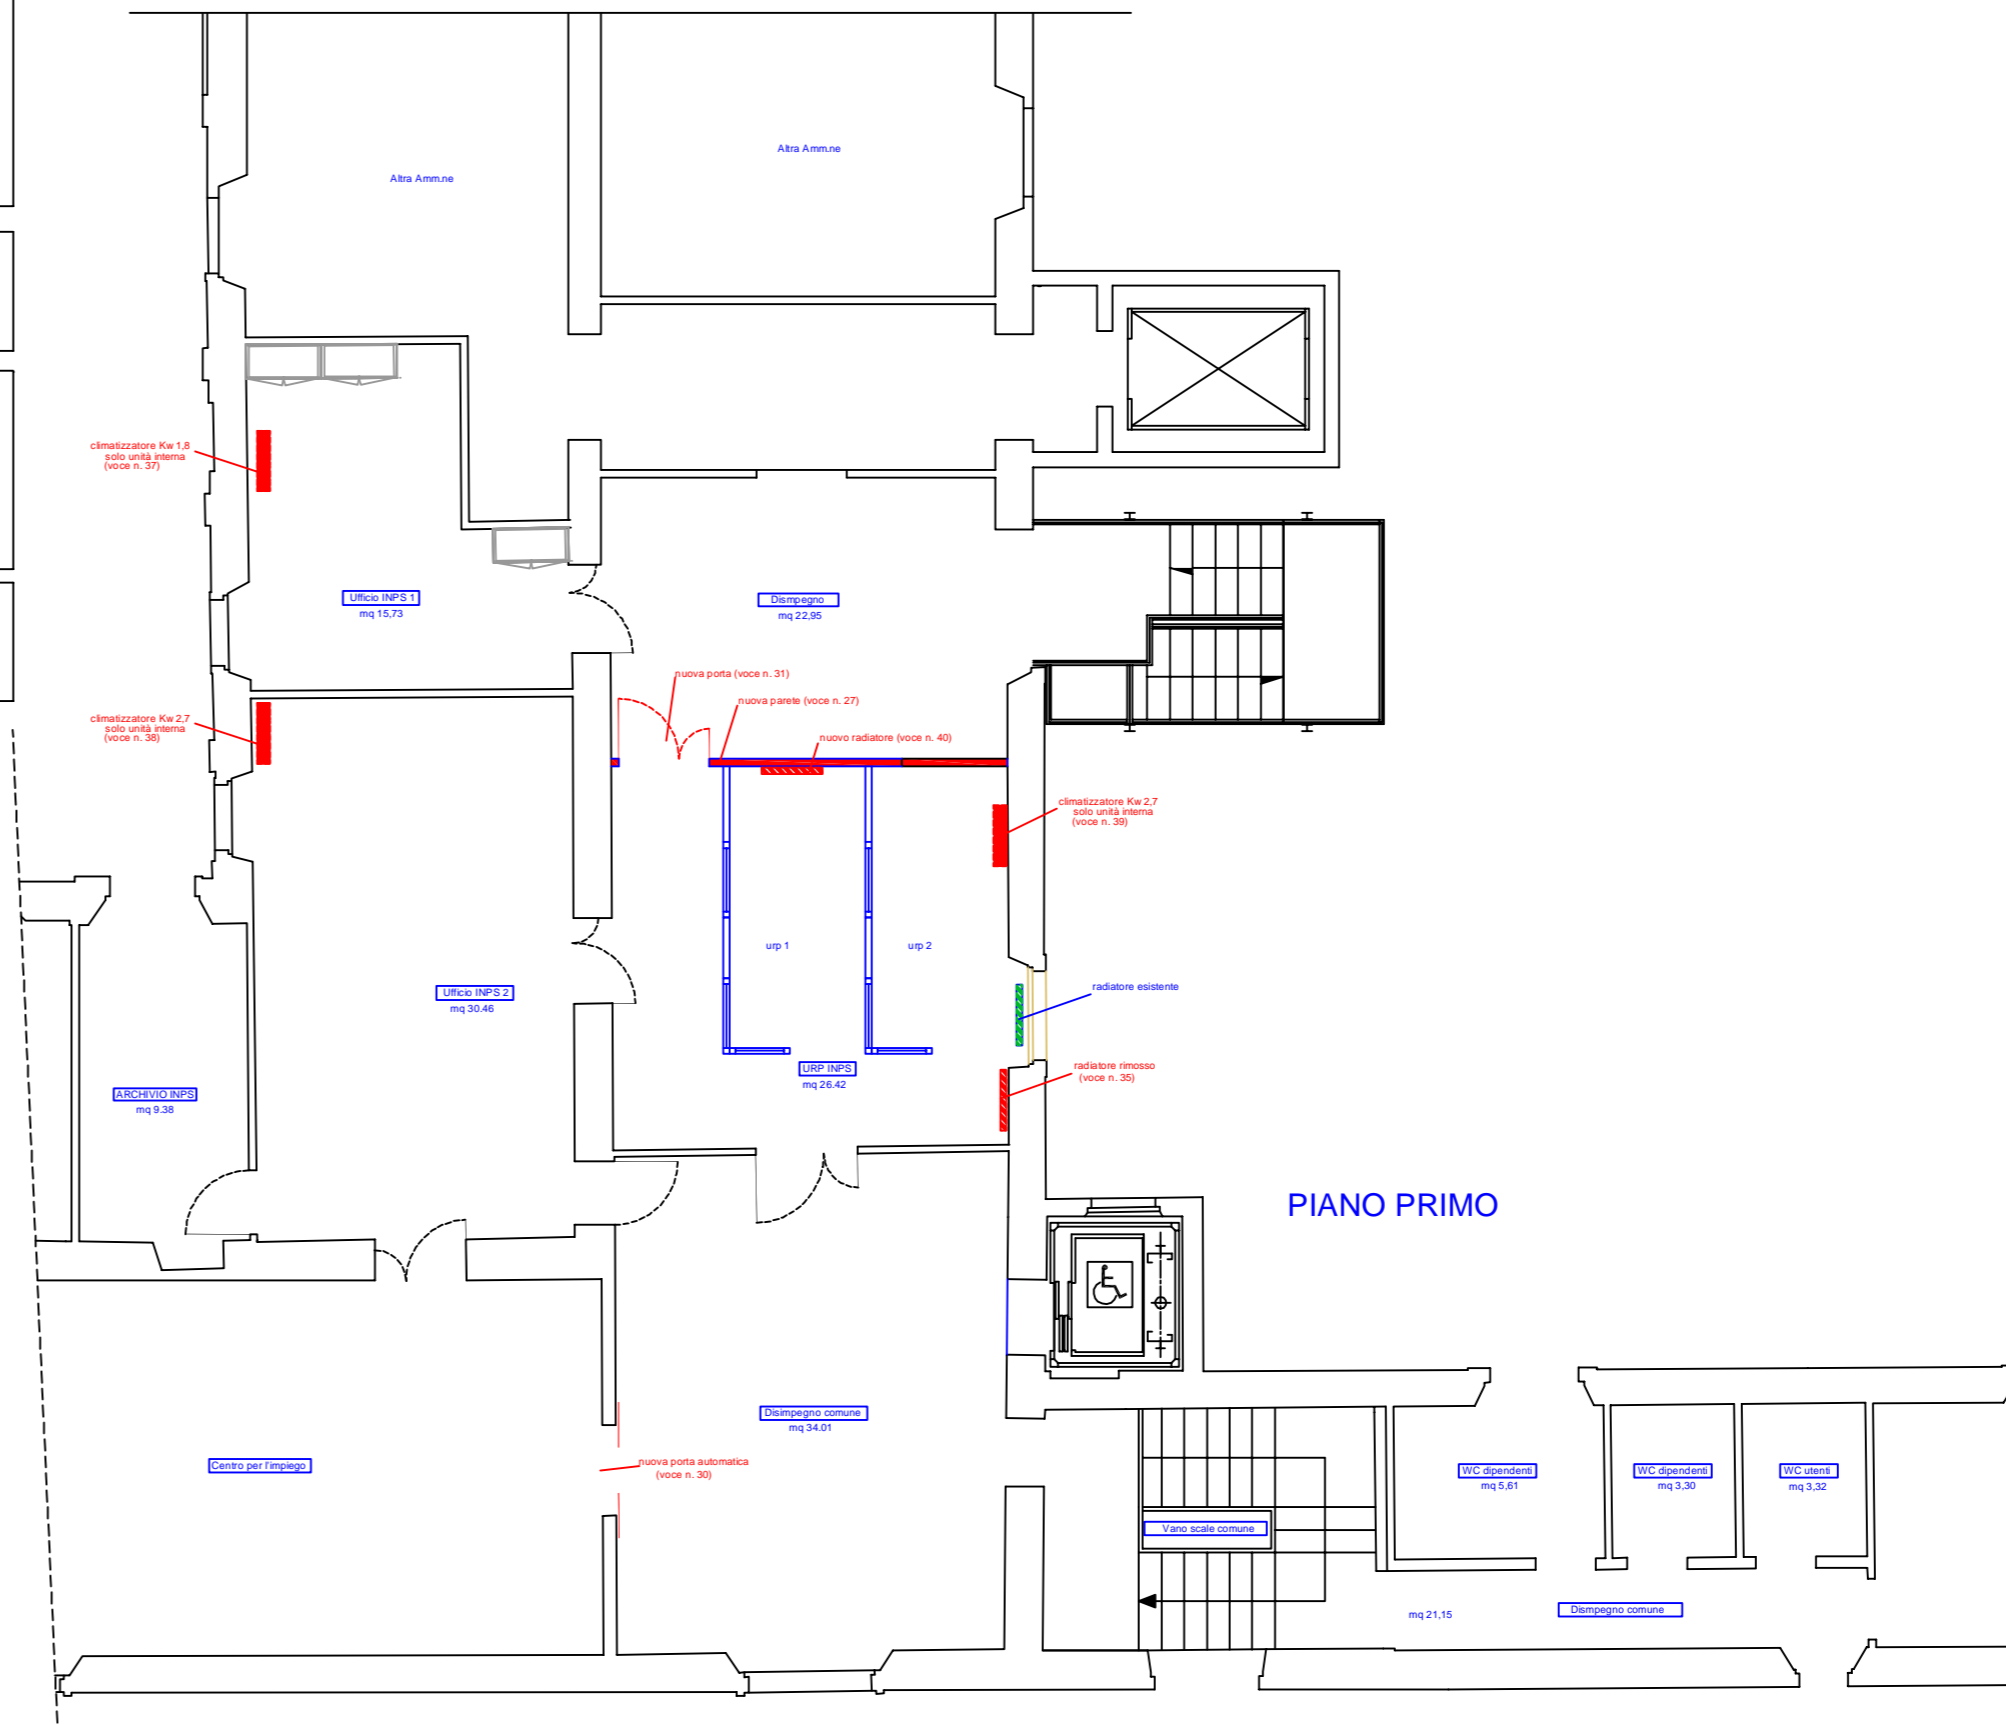 Altra Amm.ne
Altra Amm.ne
climatizzatore Kw 1,8
solo unità interna
(voce n. 37)
Ufficio INPS 1
mq 15,73
Dismpegno
mq 22,95
nuova porta (voce n. 31)
nuova parete (voce n. 27)
nuovo radiatore (voce n. 40)
climatizzatore Kw 2,7
solo unità interna
(voce n. 38)
climatizzatore Kw 2,7
solo unità interna
(voce n. 39)
urp 1
urp 2
Ufficio INPS 2
mq 30.46
radiatore esistente
URP INPS
mq 26.42
radiatore rimosso
(voce n. 35)
ARCHIVIO INPS
mq 9.38
PIANO PRIMO
Disimpegno comune
mq 34.01
Centro per l'impiego
nuova porta automatica
(voce n. 30)
WC dipendenti
mq 5,61
WC dipendenti
mq 3,30
WC utenti
mq 3,32
Vano scale comune
mq 21,15
Dismpegno comune